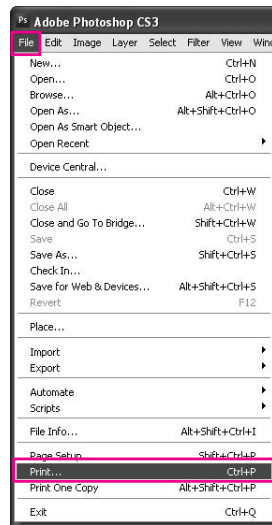 Ps Adobe Photoshop CS3
File Edit Image Layer Select Filter View Wind
New... Ctrl+N
Open... Ctrl+O
Browse... Alt+Ctrl+O
Open As... Alt+Shift+Ctrl+O
Open As Smart Object...
Open Recent
Device Central...
Close Ctrl+W
Close All Alt+Ctrl+W
Close and Go To Bridge... Shift+Ctrl+W
Save Ctrl+S
Save As... Shift+Ctrl+S
Check In...
Save for Web & Devices... Alt+Shift+Ctrl+S
Revert F12
Place...
Import
Export
Automate
Scripts
File Info... Alt+Shift+Ctrl+I
Page Setup... Shift+Ctrl+P
Print... Ctrl+P
Print One Copy Alt+Shift+Ctrl+P
Exit Ctrl+Q